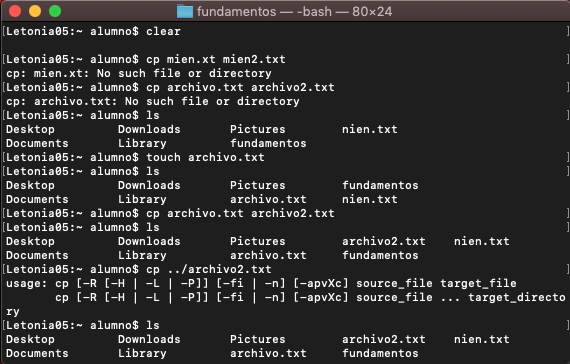 fundamentos — -bash — 80×24
[Letonia05:~ alumno$ clear ]
[Letonia05:~ alumno$ cp mien.xt mien2.txt ]
cp: mien.xt: No such file or directory
[Letonia05:~ alumno$ cp archivo.txt archivo2.txt ]
cp: archivo.txt: No such file or directory
[Letonia05:~ alumno$ ls ]
Desktop Downloads Pictures nien.txt
Documents Library fundamentos
[Letonia05:~ alumno$ touch archivo.txt ]
[Letonia05:~ alumno$ ls ]
Desktop Downloads Pictures fundamentos
Documents Library archivo.txt nien.txt
[Letonia05:~ alumno$ cp archivo.txt archivo2.txt ]
[Letonia05:~ alumno$ ls ]
Desktop Downloads Pictures archivo2.txt nien.txt
Documents Library archivo.txt fundamentos
[Letonia05:~ alumno$ cp ../archivo2.txt ]
usage: cp [-R [-H | -L | -P]] [-fi | -n] [-apvXc] source_file target_file
cp [-R [-H | -L | -P]] [-fi | -n] [-apvXc] source_file ... target_directo
ry
[Letonia05:~ alumno$ ls ]
Desktop Downloads Pictures archivo2.txt nien.txt
Documents Library archivo.txt fundamentos